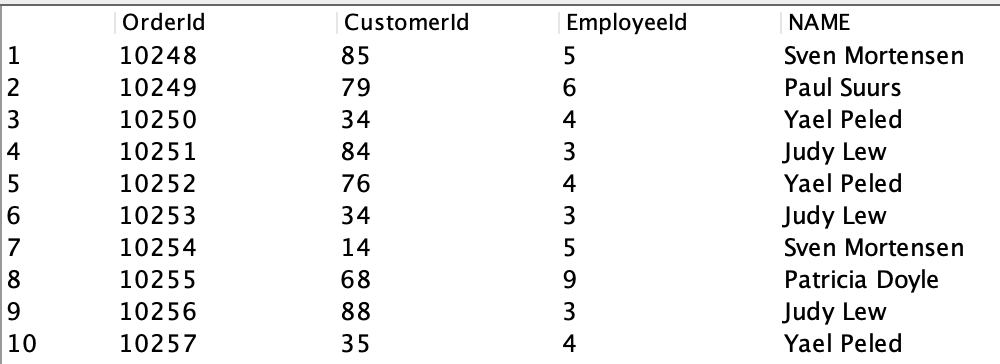 OrderId CustomerId EmployeeId NAME
1 10248 85 5 Sven Mortensen
2 10249 79 6 Paul Suurs
3 10250 34 4 Yael Peled
4 10251 84 3 Judy Lew
5 10252 76 4 Yael Peled
6 10253 34 3 Judy Lew
7 10254 14 5 Sven Mortensen
8 10255 68 9 Patricia Doyle
9 10256 88 3 Judy Lew
10 10257 35 4 Yael Peled